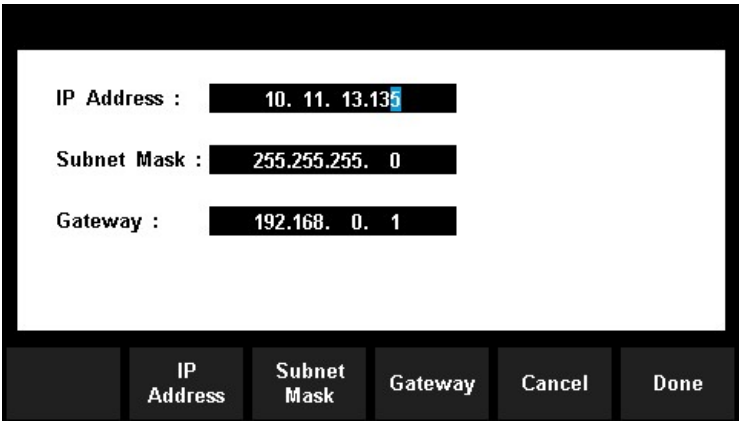 IP Address : 10. 11. 13.135
Subnet Mask : 255.255.255. 0
Gateway : 192.168. 0. 1
IP Address
Subnet Mask
Gateway
Cancel
Done